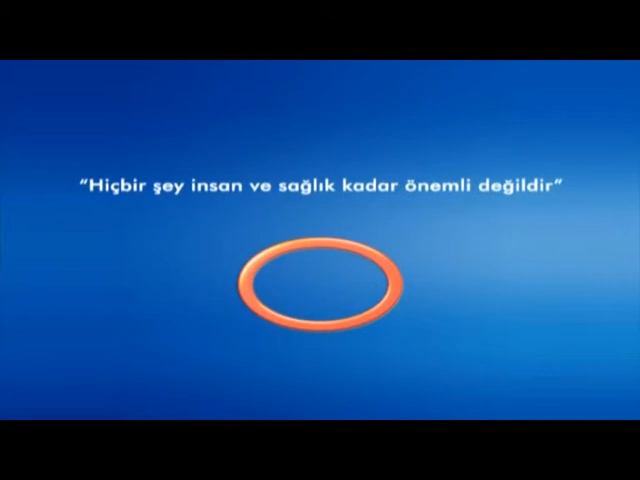 “Hiçbir şey insan ve sağlık kadar önemli değildir”